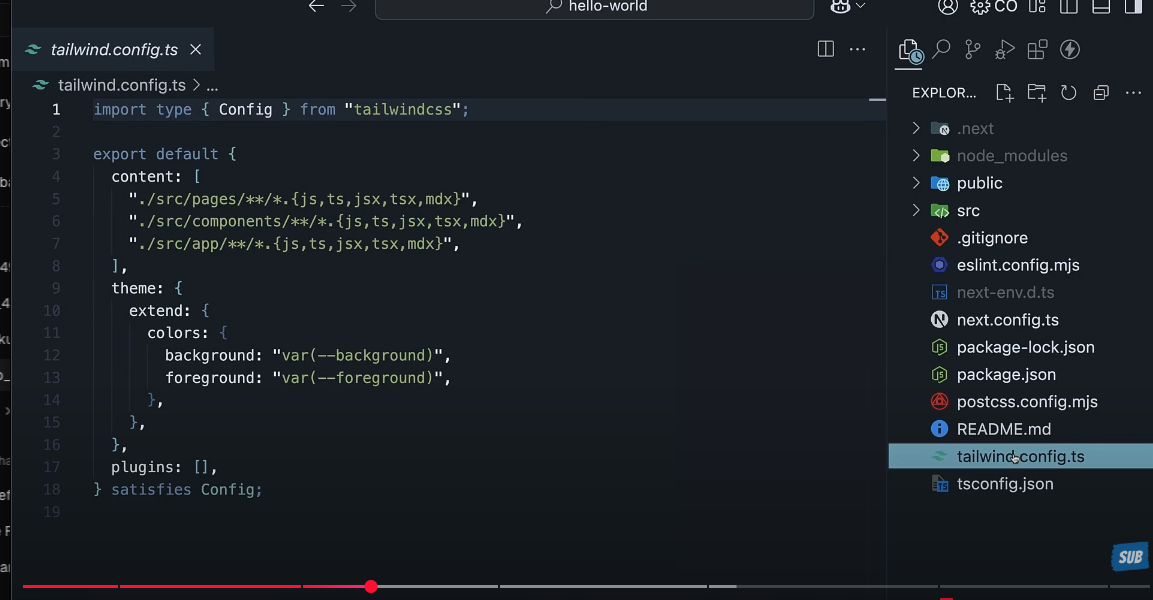 hello-world
CO
tailwind.config.ts
tailwind.config.ts > ...
1 import type { Config } from "tailwindcss";
2
3 export default {
4 content: [
5 "./src/pages/**/*.{js,ts,jsx,tsx,mdx}",
6 "./src/components/**/*.{js,ts,jsx,tsx,mdx}",
7 "./src/app/**/*.{js,ts,jsx,tsx,mdx}",
8 ],
9 theme: {
10 extend: {
11 colors: {
12 background: "var(--background)",
13 foreground: "var(--foreground)",
14 },
15 },
16 },
17 plugins: [],
18 } satisfies Config;
19
EXPLOR...
.next
node_modules
public
src
.gitignore
eslint.config.mjs
next-env.d.ts
next.config.ts
package-lock.json
package.json
postcss.config.mjs
README.md
tailwind.config.ts
tsconfig.json
SUB